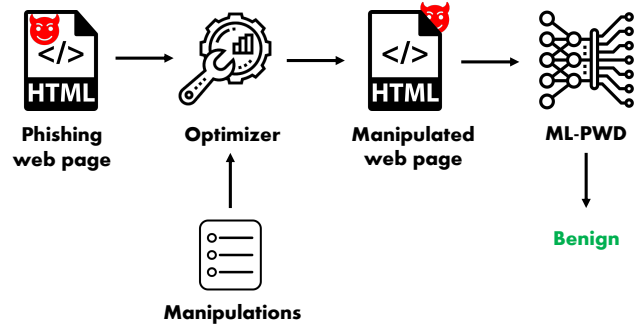 </>
HTML
Phishing
web page
Optimizer
</>
HTML
Manipulated
web page
ML-PWD
Benign
Manipulations